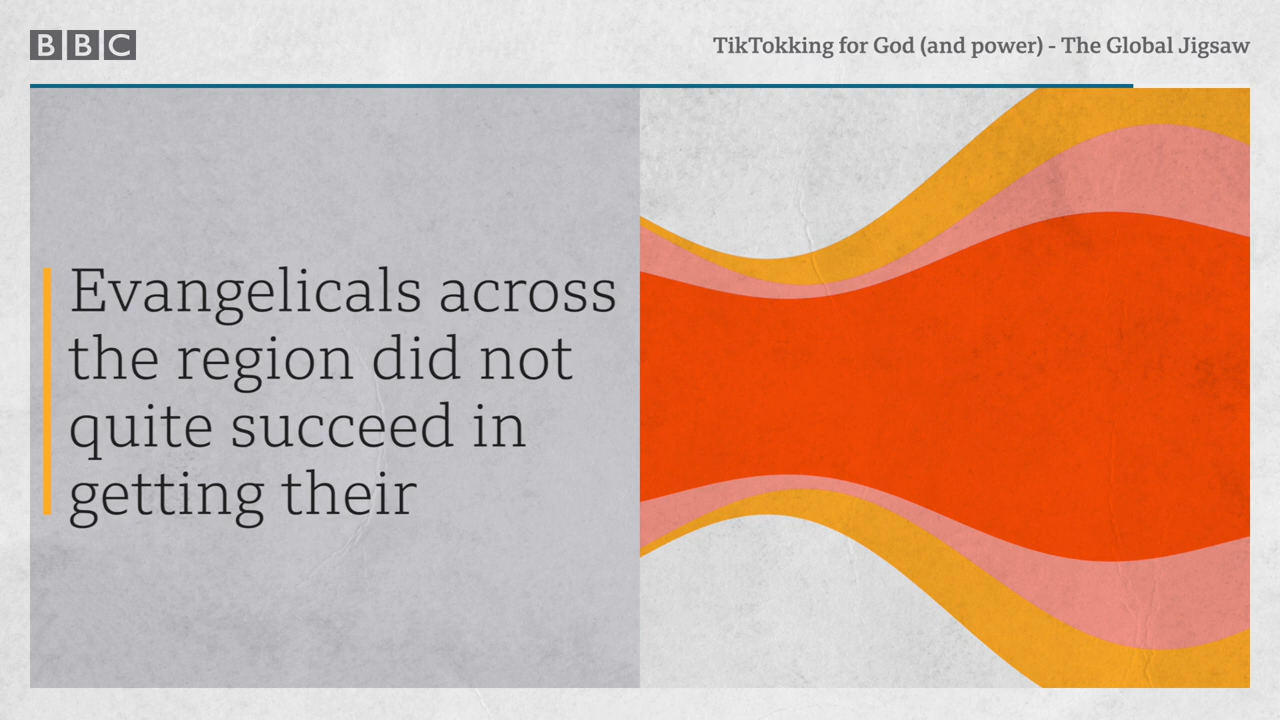 BBC
TikTokking for God (and power) - The Global Jigsaw
Evangelicals across
the region did not
quite succeed in
getting their